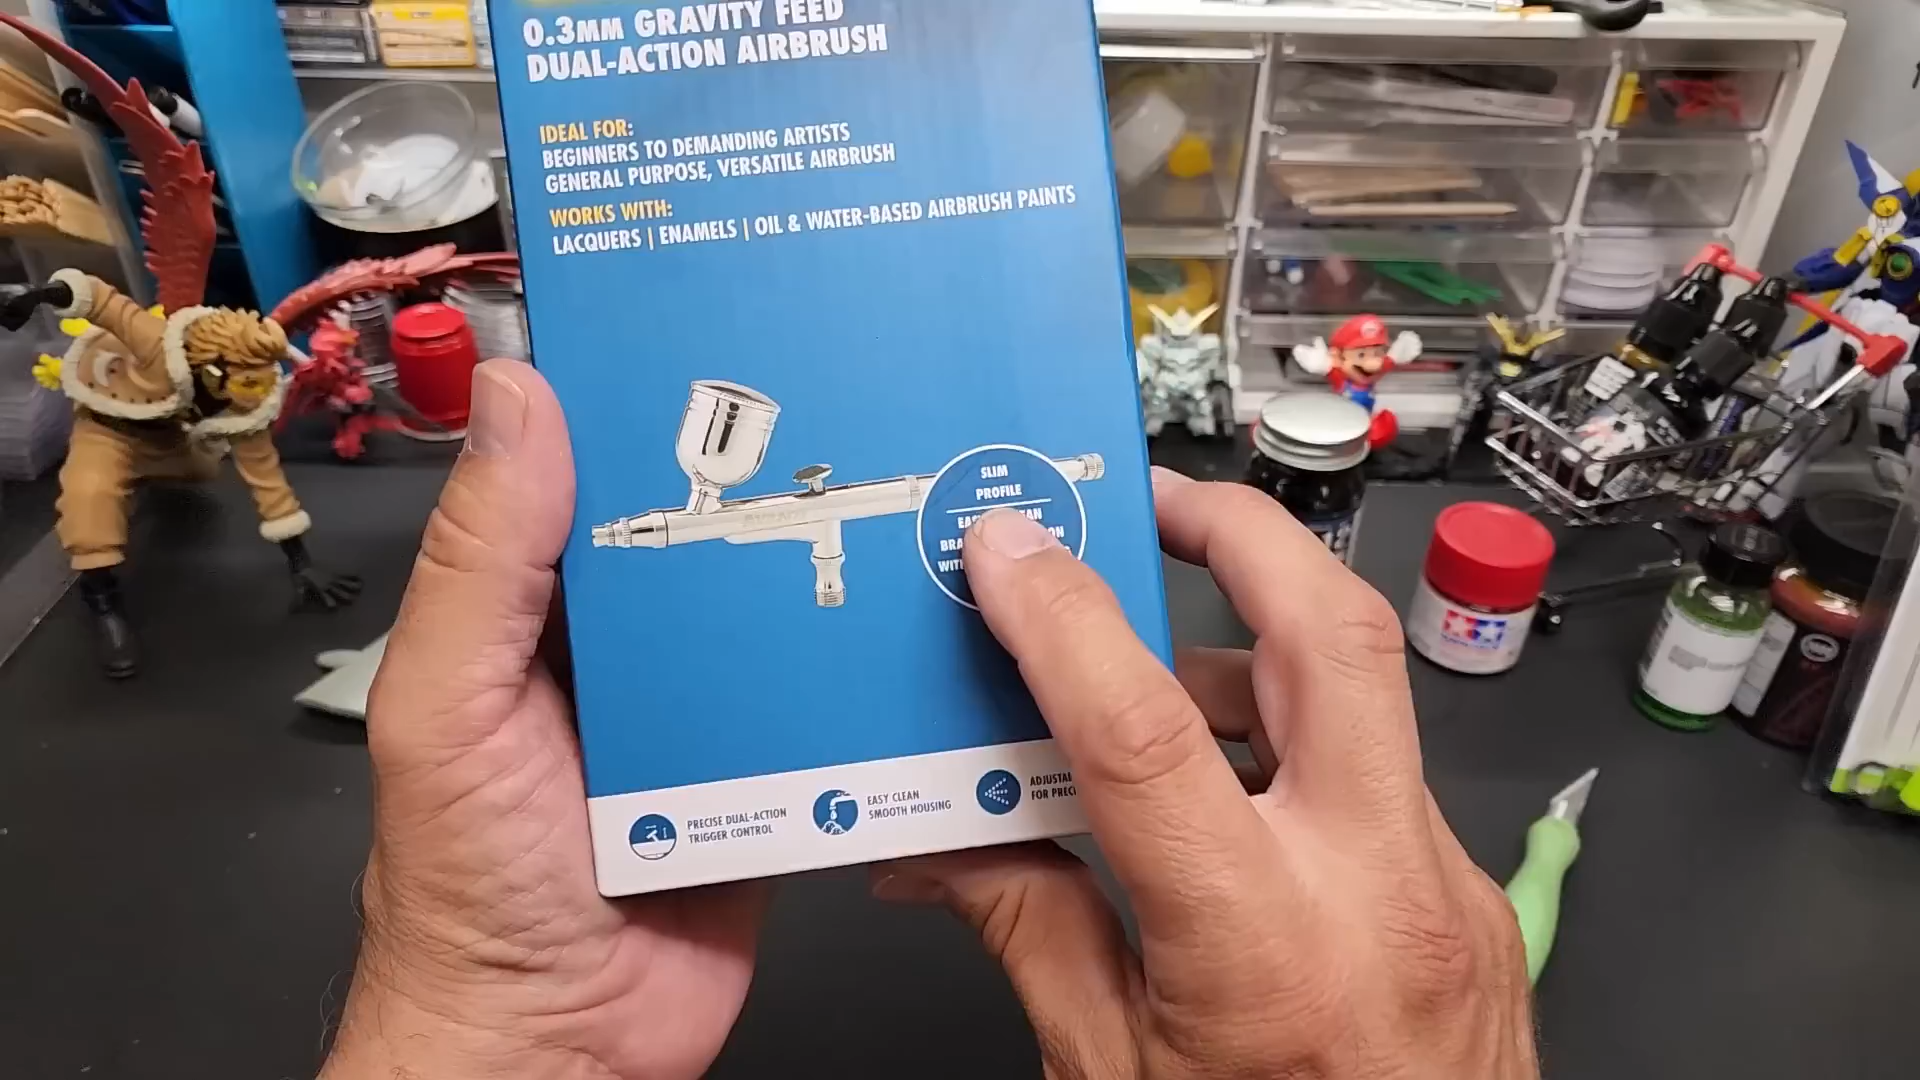 0.3MM GRAVITY FEED
DUAL-ACTION AIRBRUSH
IDEAL FOR:
BEGINNERS TO DEMANDING ARTISTS
GENERAL PURPOSE, VERSATILE AIRBRUSH
WORKS WITH:
LACQUERS | ENAMELS | OIL & WATER-BASED AIRBRUSH PAINTS
SLIM
PROFILE
PRECISE DUAL-ACTION
TRIGGER CONTROL
EASY CLEAN
SMOOTH HOUSING
FOR